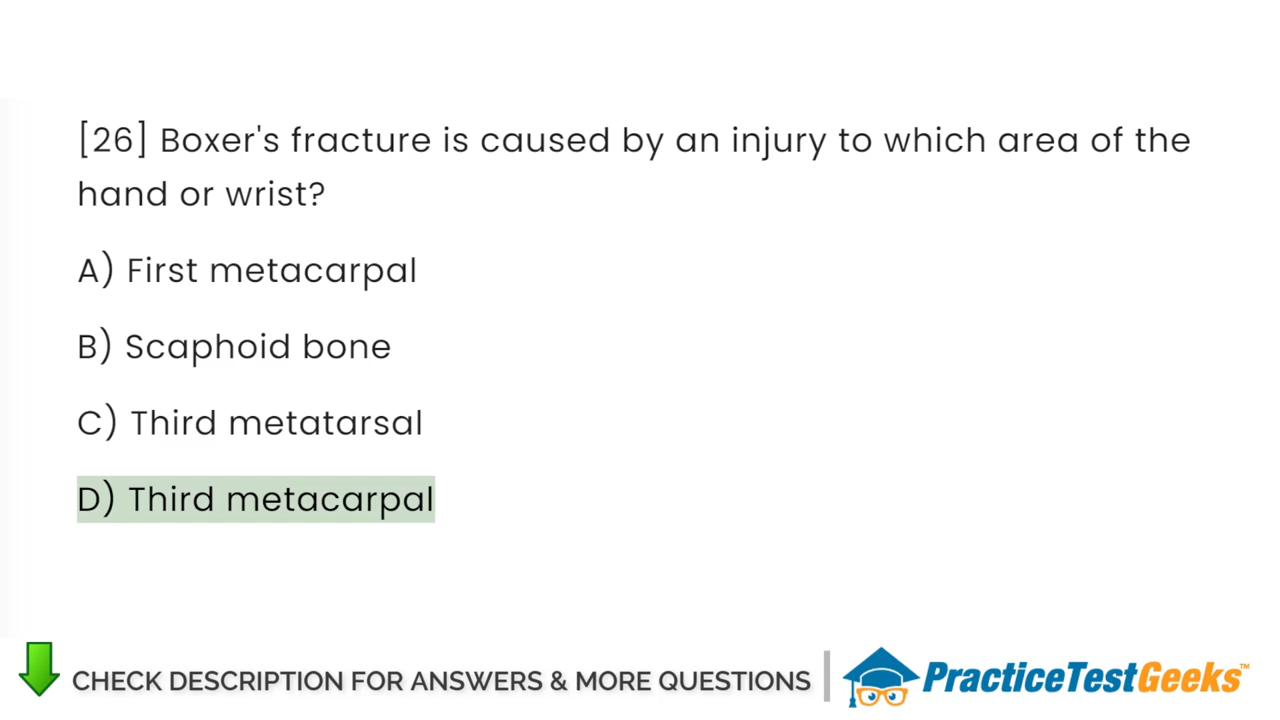 [26] Boxer's fracture is caused by an injury to which area of the
hand or wrist?
A) First metacarpal
B) Scaphoid bone
C) Third metatarsal
D) Third metacarpal
CHECK DESCRIPTION FOR ANSWERS & MORE QUESTIONS
PracticeTestGeeks™